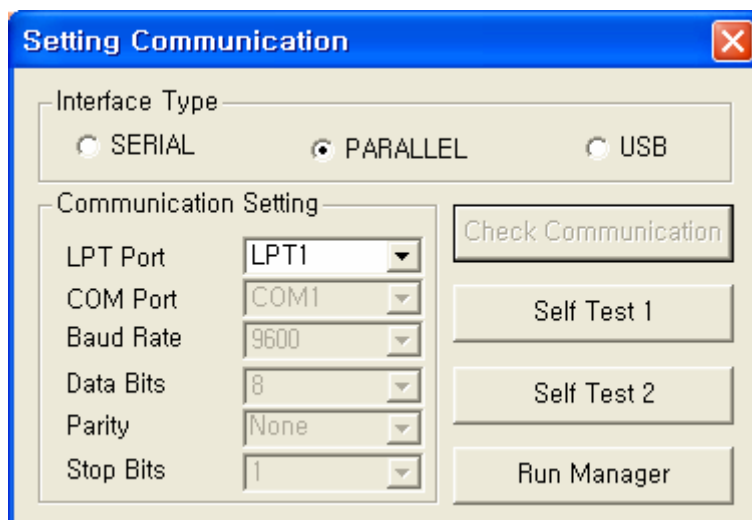 Setting Communication
Interface Type
SERIAL PARALLEL USB
Communication Setting
LPT Port LPT1
COM Port COM1
Baud Rate 9600
Data Bits 8
Parity None
Stop Bits 1
Check Communication
Self Test 1
Self Test 2
Run Manager